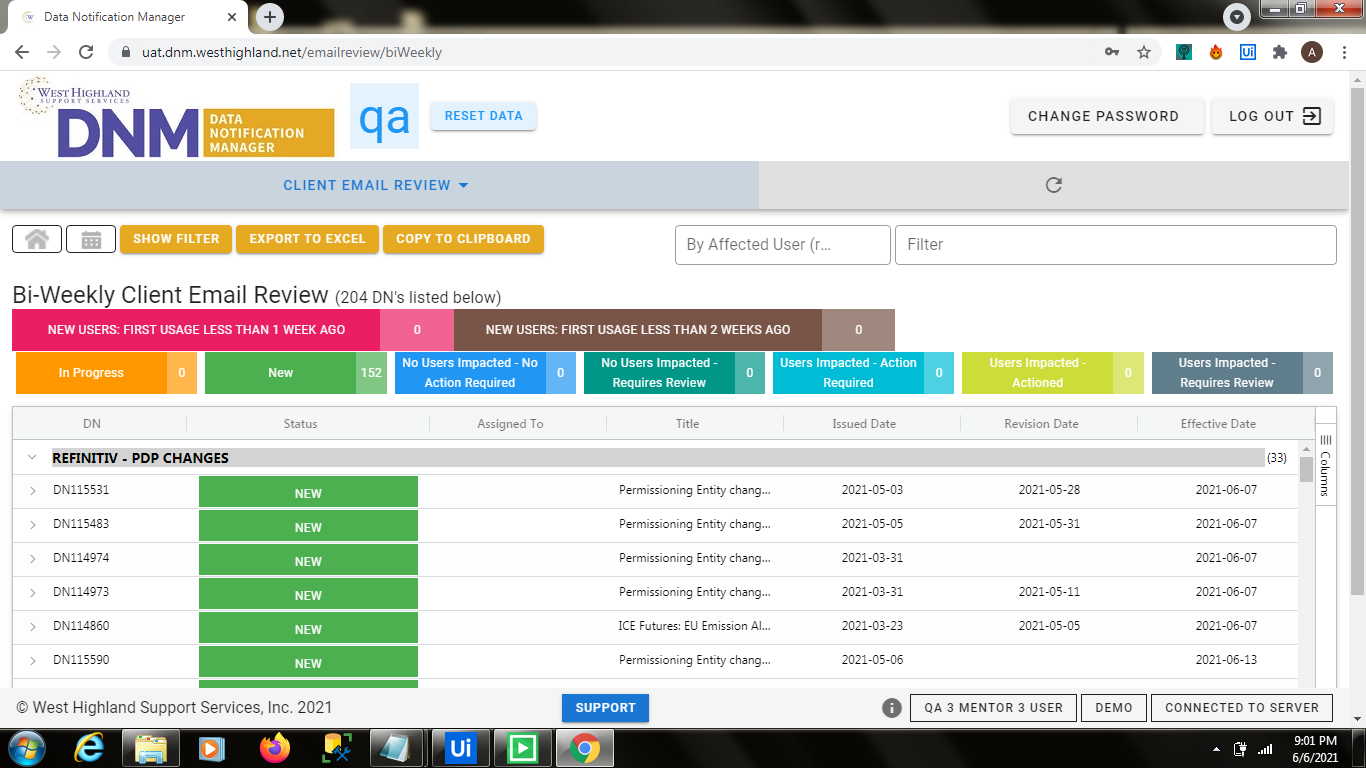 Data Notification Manager
uat.dnm.westhighland.net/emailreview/biWeekly
A
WEST HIGHLAND
SUPPORT SERVICES
DNM DATA
NOTIFICATION
MANAGER
qa
RESET DATA
CHANGE PASSWORD
LOG OUT
CLIENT EMAIL REVIEW
SHOW FILTER
EXPORT TO EXCEL
COPY TO CLIPBOARD
By Affected User (r...
Filter
Bi-Weekly Client Email Review (204 DN's listed below)
NEW USERS: FIRST USAGE LESS THAN 1 WEEK AGO 0
NEW USERS: FIRST USAGE LESS THAN 2 WEEKS AGO 0
In Progress 0
New 152
No Users Impacted - No
Action Required 0
No Users Impacted -
Requires Review 0
Users Impacted - Action
Required 0
Users Impacted -
Actioned 0
Users Impacted -
Requires Review 0
DN Status Assigned To Title Issued Date Revision Date Effective Date
Columns
REFINITIV - PDP CHANGES (33)
DN115531 NEW Permissioning Entity chang... 2021-05-03 2021-05-28 2021-06-07
DN115483 NEW Permissioning Entity chang... 2021-05-05 2021-05-31 2021-06-07
DN114974 NEW Permissioning Entity chang... 2021-03-31 2021-06-07
DN114973 NEW Permissioning Entity chang... 2021-03-31 2021-05-11 2021-06-07
DN114860 NEW ICE Futures: EU Emission Al... 2021-03-23 2021-05-05 2021-06-07
DN115590 NEW Permissioning Entity chang... 2021-05-06 2021-06-13
© West Highland Support Services, Inc. 2021
SUPPORT
QA 3 MENTOR 3 USER
DEMO
CONNECTED TO SERVER
Ui
9:01 PM
6/6/2021